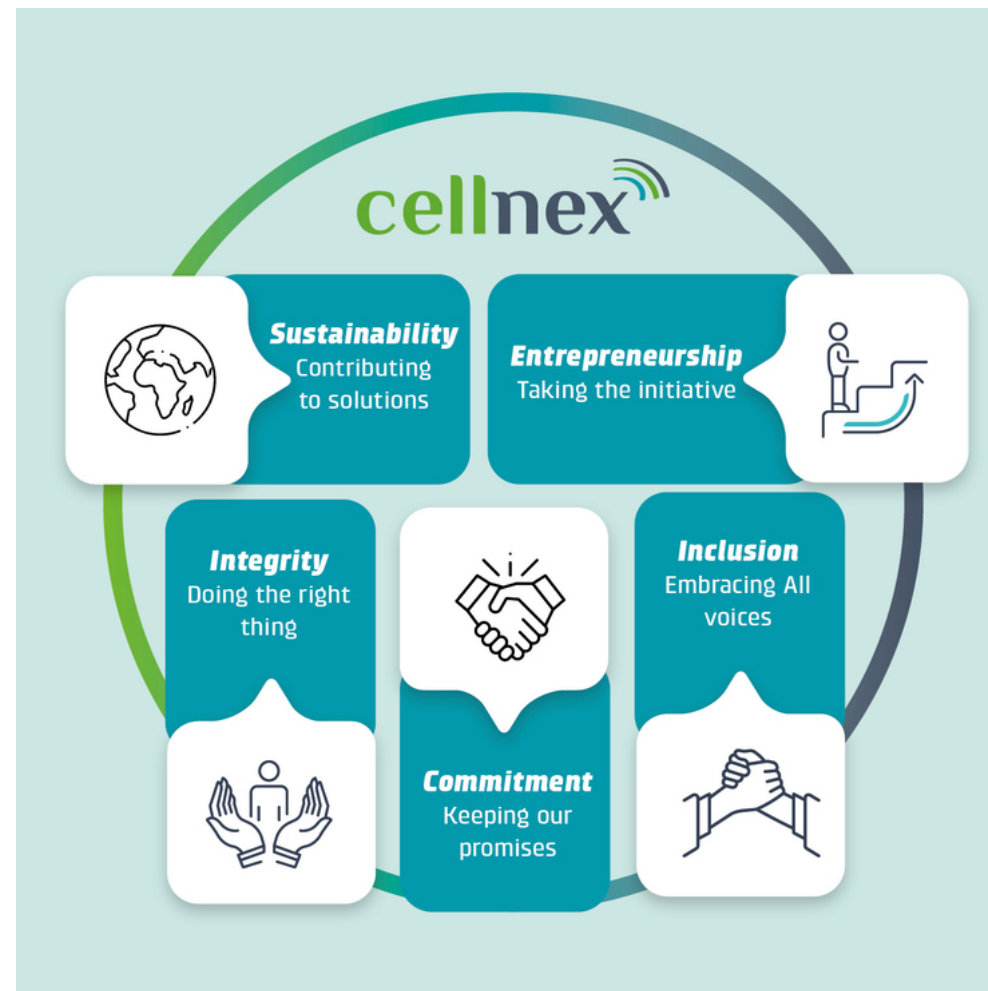 cellnex
Sustainability
Contributing
to solutions
Entrepreneurship
Taking the initiative
Integrity
Doing the right
thing
Commitment
Keeping our
promises
Inclusion
Embracing All
voices